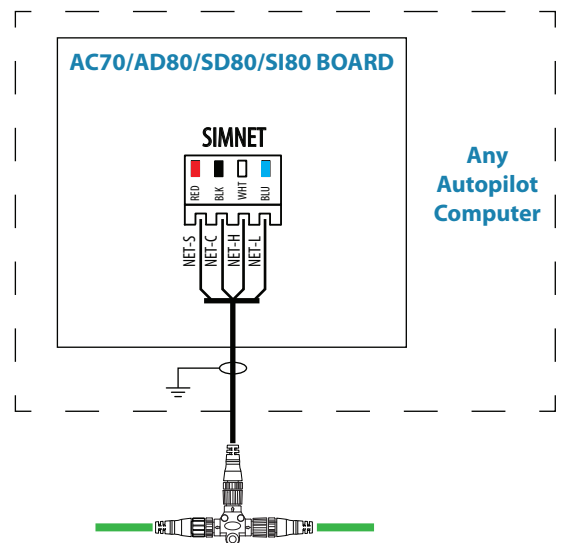 AC70/AD80/SD80/SI80 BOARD
SIMNET
RED BLK WHT BLU
NET-S NET-C NET-H NET-L
Any
Autopilot
Computer